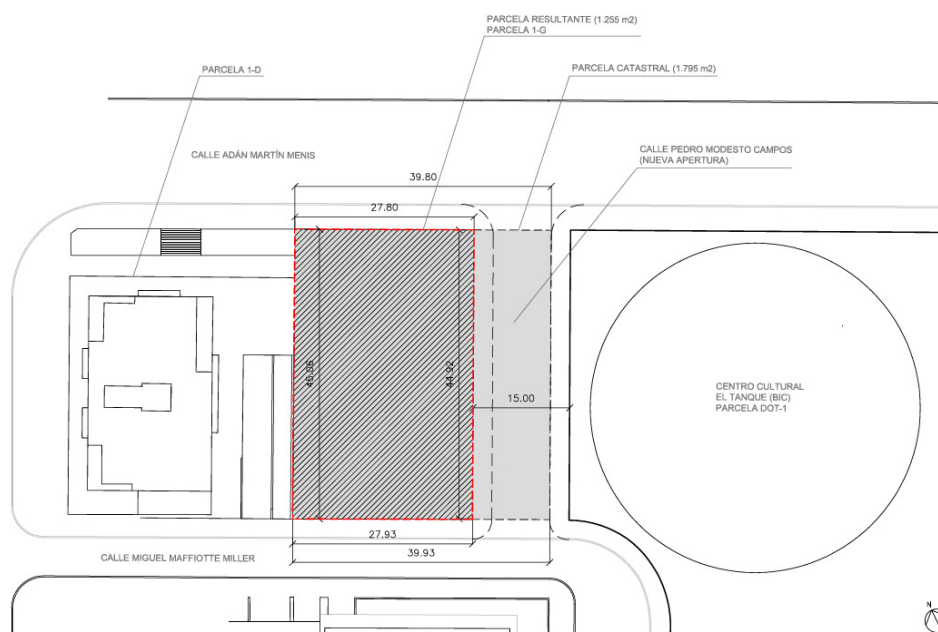 PARCELA RESULTANTE (1.255 m2)
PARCELA 1-G
PARCELA 1-D
PARCELA CATASTRAL (1.795 m2)
CALLE ADÁN MARTÍN MENIS
CALLE PEDRO MODESTO CAMPOS
(NUEVA APERTURA)
39.80
27.80
44.92
15.00
CENTRO CULTURAL
EL TANQUE (BIC)
PARCELA DOT-1
27.93
39.93
CALLE MIGUEL MAFFIOTTE MILLER
N